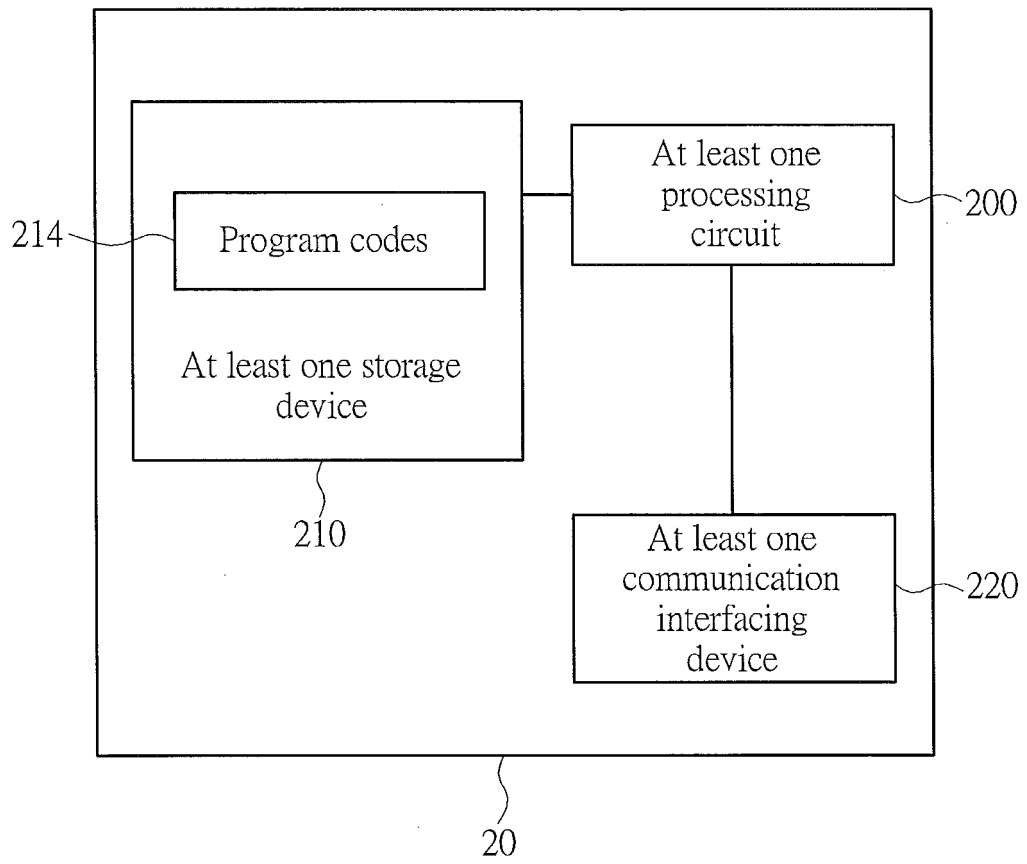 At least one
processing
circuit
200
214
Program codes
At least one storage
device
210
At least one
communication
interfacing
device
220
20